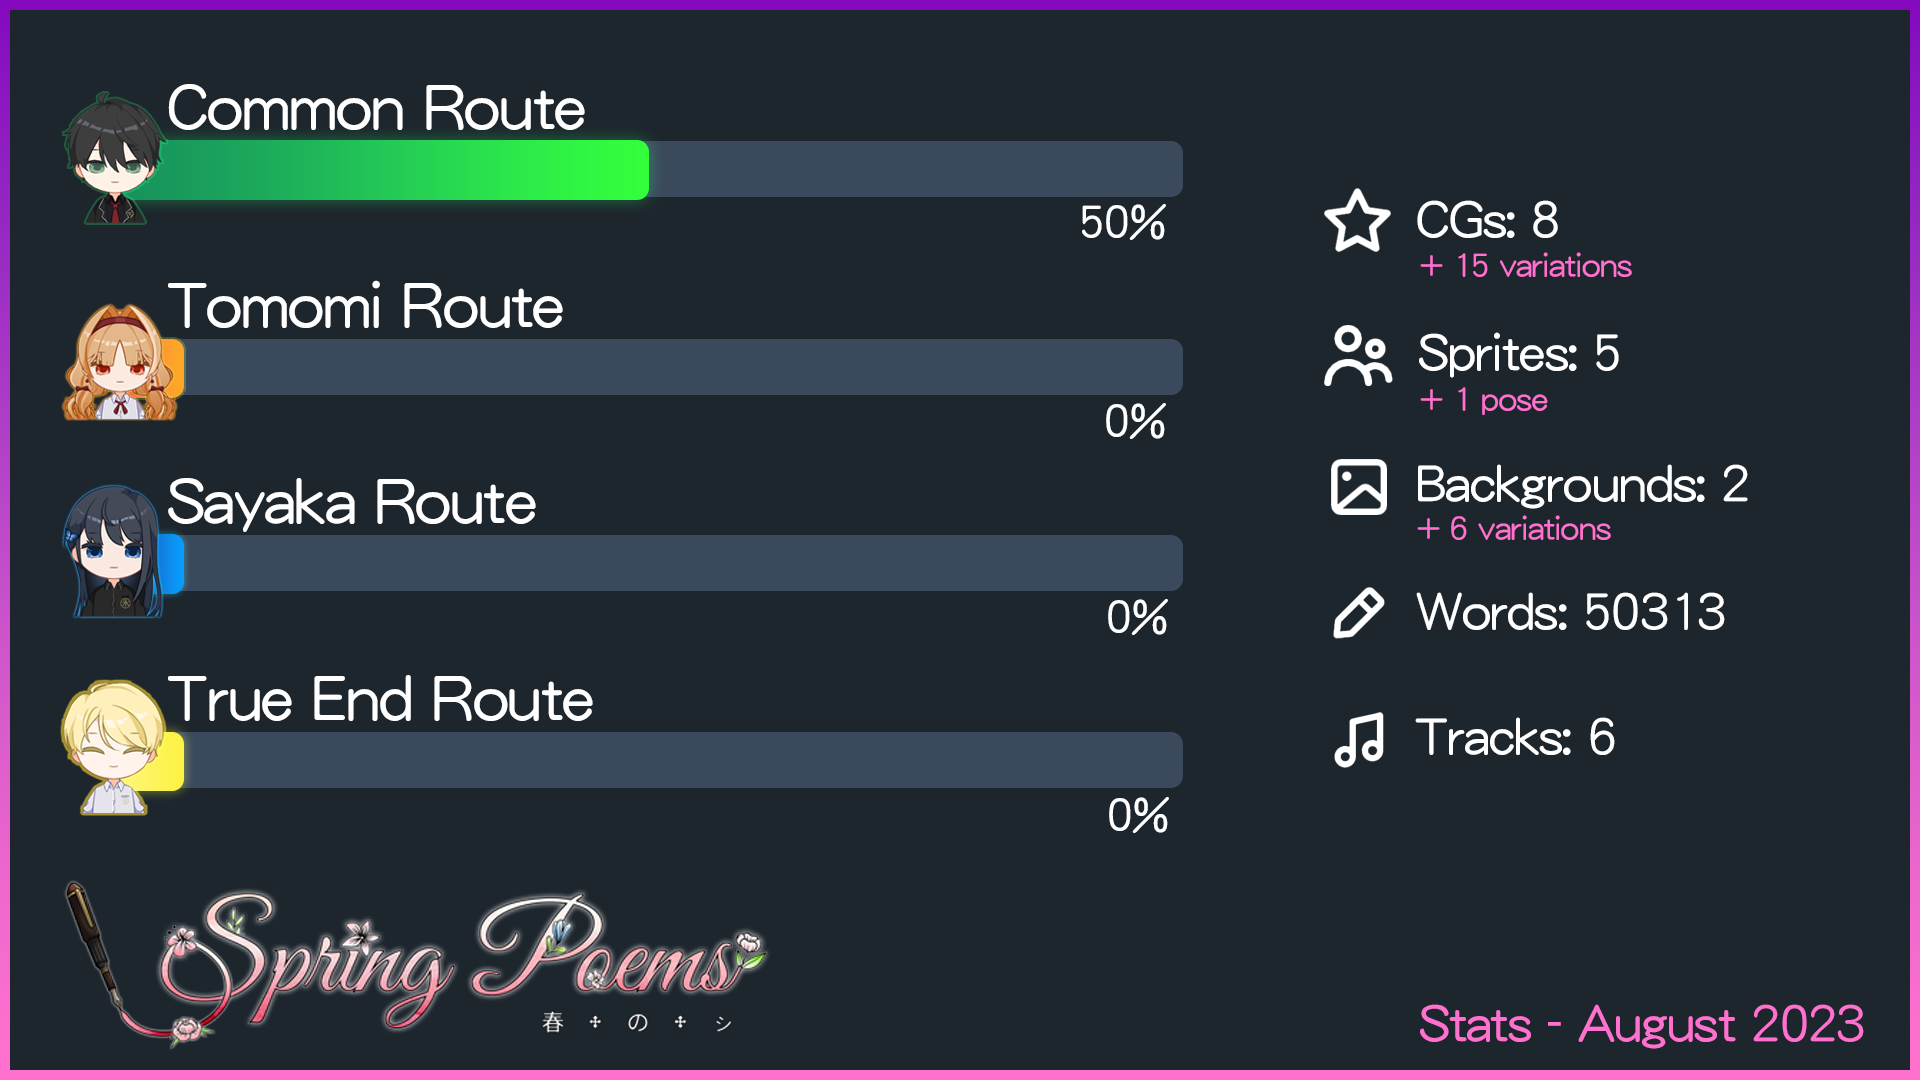 Common Route
50%
Tomomi Route
0%
Sayaka Route
0%
True End Route
0%
CGs: 8
+ 15 variations
Sprites: 5
+ 1 pose
Backgrounds: 2
+ 6 variations
Words: 50313
Tracks: 6
Spring Poems
春 ✢ の ✢ シ
Stats - August 2023